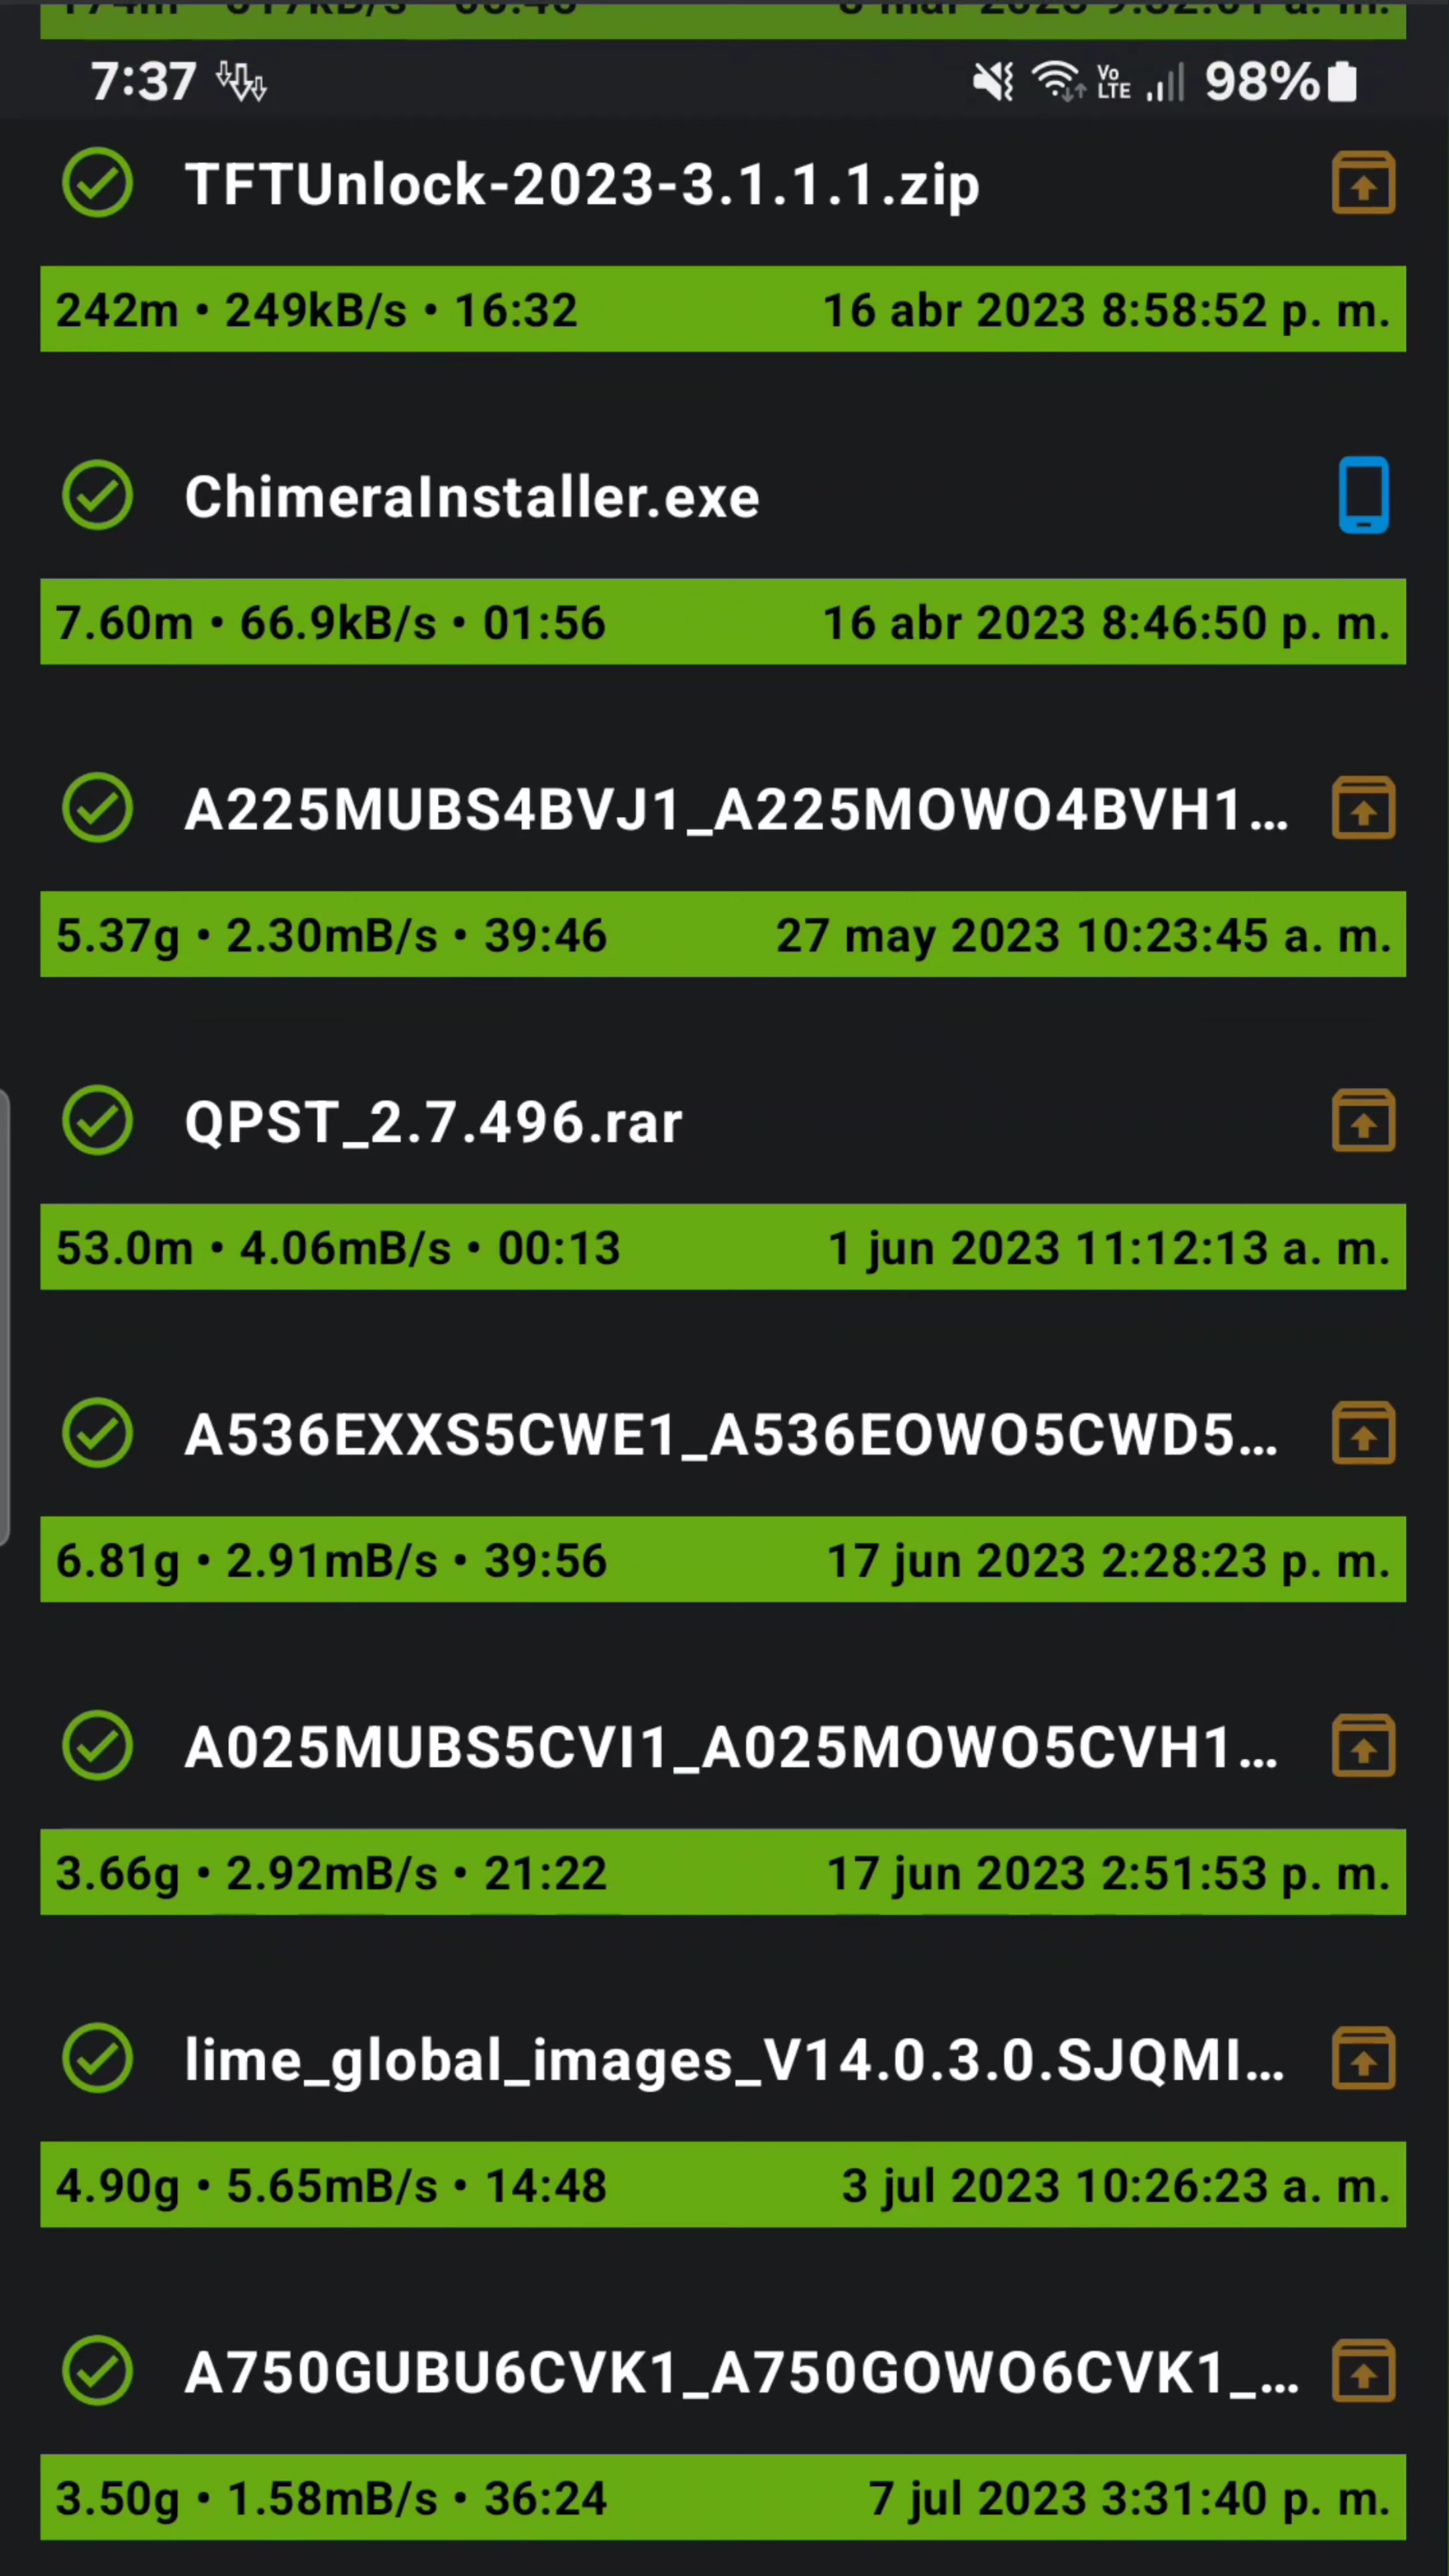 7:37 Vo LTE 98%
TFTUnlock-2023-3.1.1.1.zip
242m • 249kB/s • 16:32 16 abr 2023 8:58:52 p. m.
ChimeraInstaller.exe
7.60m • 66.9kB/s • 01:56 16 abr 2023 8:46:50 p. m.
A225MUBS4BVJ1_A225MOWO4BVH1...
5.37g • 2.30mB/s • 39:46 27 may 2023 10:23:45 a. m.
QPST_2.7.496.rar
53.0m • 4.06mB/s • 00:13 1 jun 2023 11:12:13 a. m.
A536EXXS5CWE1_A536EOWO5CWD5...
6.81g • 2.91mB/s • 39:56 17 jun 2023 2:28:23 p. m.
A025MUBS5CVI1_A025MOWO5CVH1...
3.66g • 2.92mB/s • 21:22 17 jun 2023 2:51:53 p. m.
lime_global_images_V14.0.3.0.SJQMI...
4.90g • 5.65mB/s • 14:48 3 jul 2023 10:26:23 a. m.
A750GUBU6CVK1_A750GOWO6CVK1_...
3.50g • 1.58mB/s • 36:24 7 jul 2023 3:31:40 p. m.